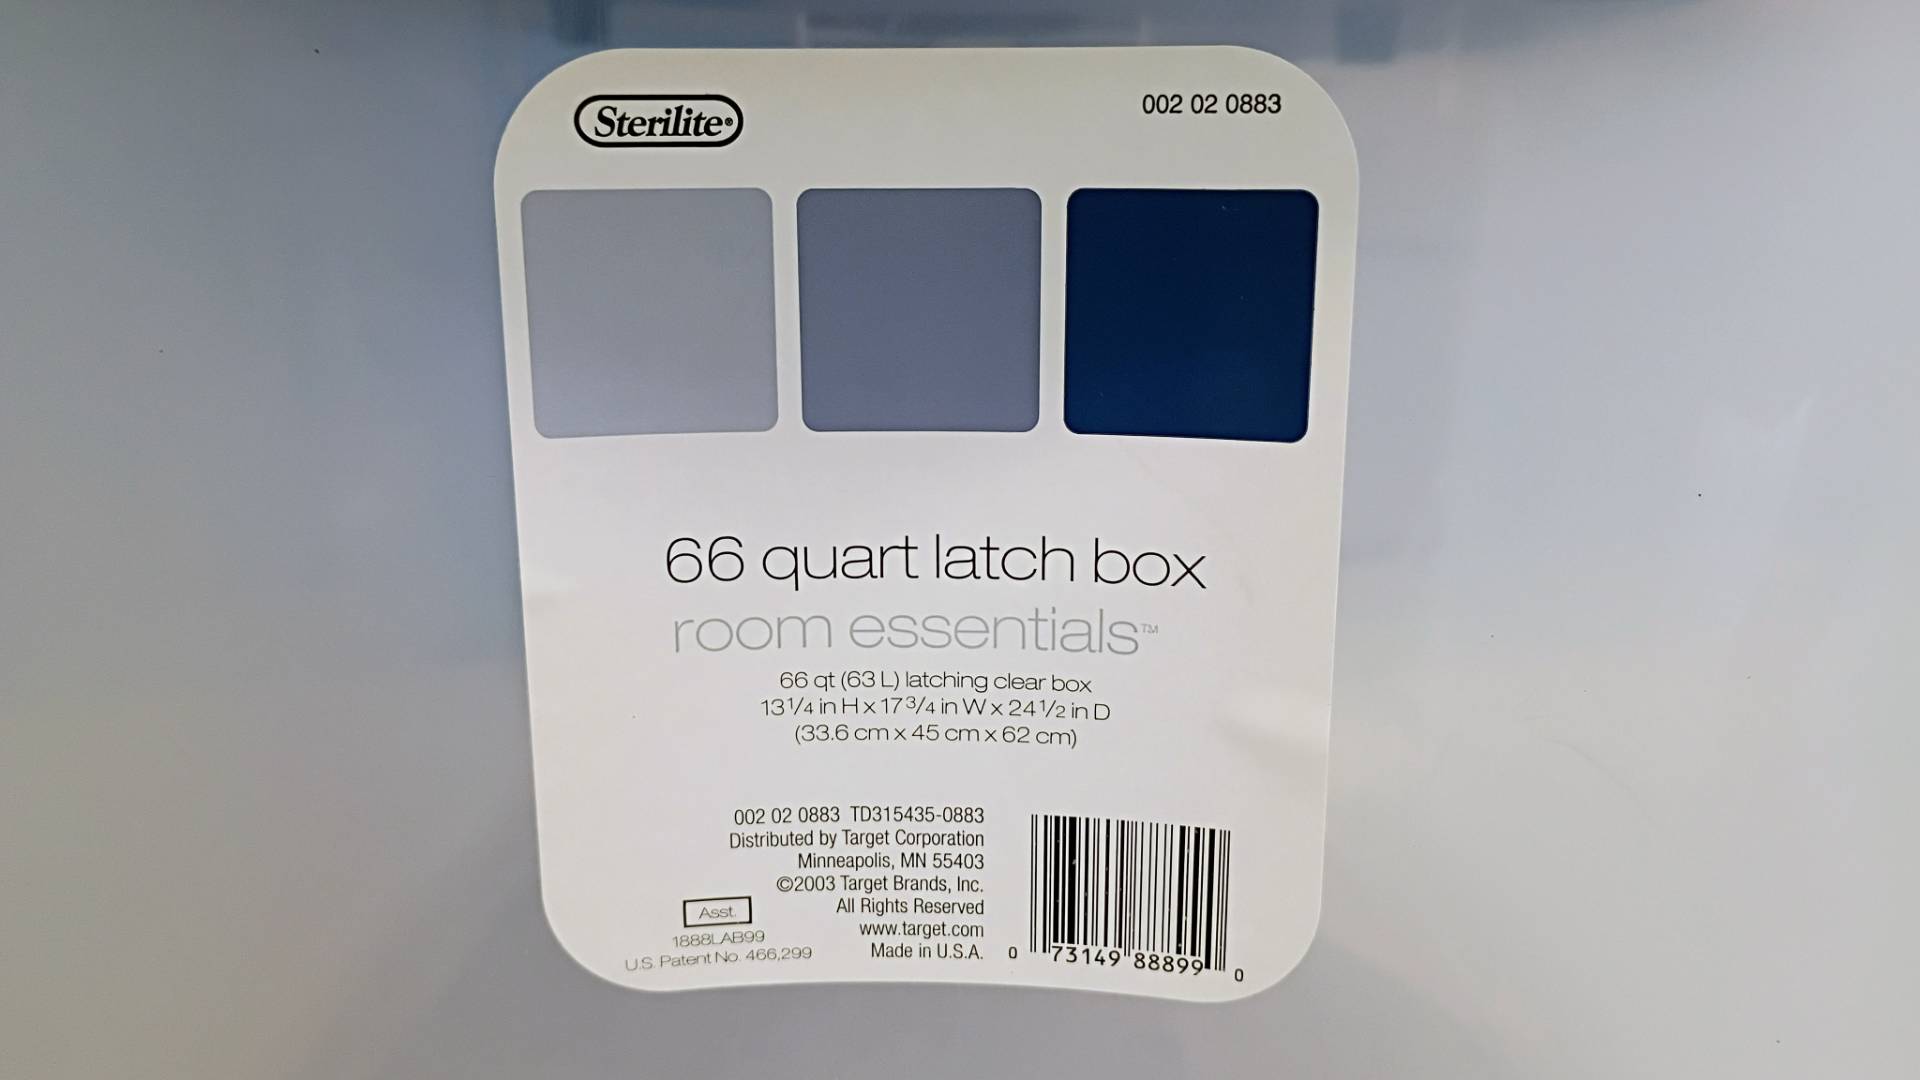 Sterilite®
002 02 0883
66 quart latch box
room essentials™
66 qt (63 L) latching clear box
13 1/4 in H x 17 3/4 in W x 24 1/2 in D
(33.6 cm x 45 cm x 62 cm)
002 02 0883 TD315435-0883
Distributed by Target Corporation
Minneapolis, MN 55403
©2003 Target Brands, Inc.
All Rights Reserved
www.target.com
Made in U.S.A.
Asst.
1888LAB99
U.S. Patent No. 466,299
0 73149 88899 0